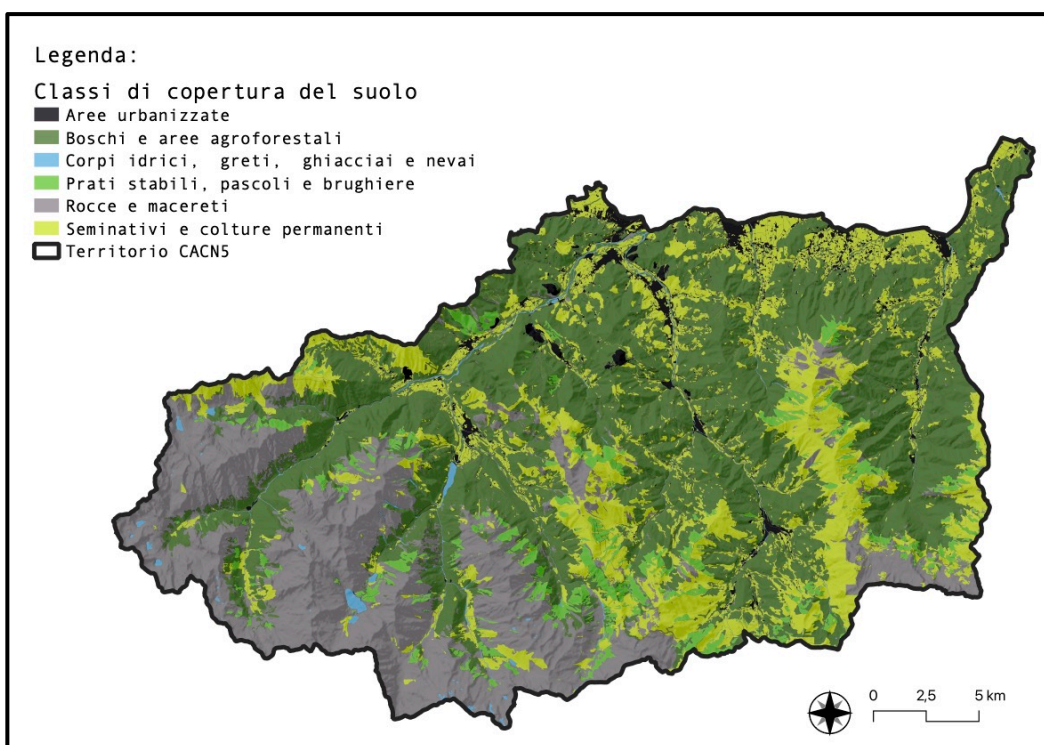 Legenda:
Classi di copertura del suolo
Aree urbanizzate
Boschi e aree agroforestali
Corpi idrici, greti, ghiacciai e nevai
Prati stabili, pascoli e brughiere
Rocce e macereti
Seminativi e colture permanenti
Territorio CACN5
0 2,5 5 km